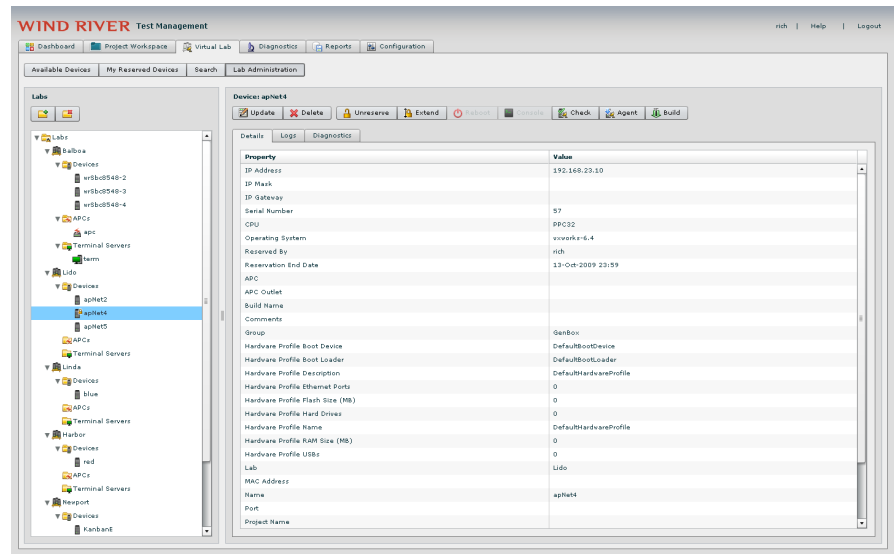 WIND RIVER Test Management
rich | Help | Logout
Dashboard Project Workspace Virtual Lab Diagnostics Reports Configuration
Available Devices My Reserved Devices Search Lab Administration
Labs
Labs
Balboa
Devices
wrSbc8548-2
wrSbc8548-3
wrSbc8548-4
APCs
apc
Terminal Servers
term
Lido
Devices
apNet2
apNet4
apNet5
APCs
Terminal Servers
Linda
Devices
blue
APCs
Terminal Servers
Harbor
Devices
red
APCs
Terminal Servers
Newport
Devices
KanbanE
Device: apNet4
Update Delete Unreserve Extend Reboot Console Check Agent Build
Details Logs Diagnostics
Property Value
IP Address 192.168.23.10
IP Mask
IP Gateway
Serial Number 57
CPU PPC32
Operating System vxworks-6.4
Reserved By rich
Reservation End Date 13-Oct-2009 23:59
APC
APC Outlet
Build Name
Comments
Group GenBox
Hardware Profile Boot Device DefaultBootDevice
Hardware Profile Boot Loader DefaultBootLoader
Hardware Profile Description DefaultHardwareProfile
Hardware Profile Ethernet Ports 0
Hardware Profile Flash Size (MB) 0
Hardware Profile Hard Drives 0
Hardware Profile Name DefaultHardwareProfile
Hardware Profile RAM Size (MB) 0
Hardware Profile USBs 0
Lab Lido
MAC Address
Name apNet4
Port
Project Name